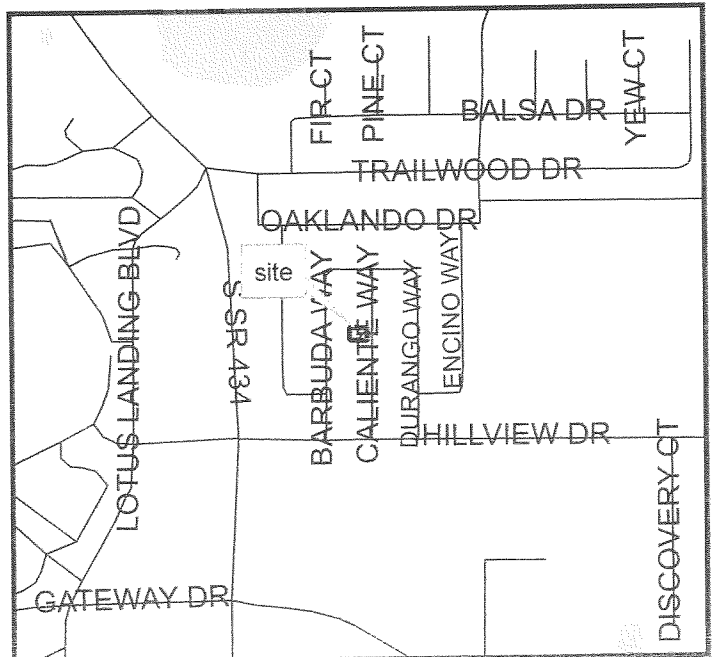 FIR CT
PINE CT
BALSA DR
YEW CT
TRAILWOOD DR
OAKLANDO DR
site
LOTUS LANDING BLVD
S SR 434
BARBUDA WAY
CALIENTE WAY
DURANGO WAY
ENCINO WAY
HILLVIEW DR
DISCOVERY CT
GATEWAY DR